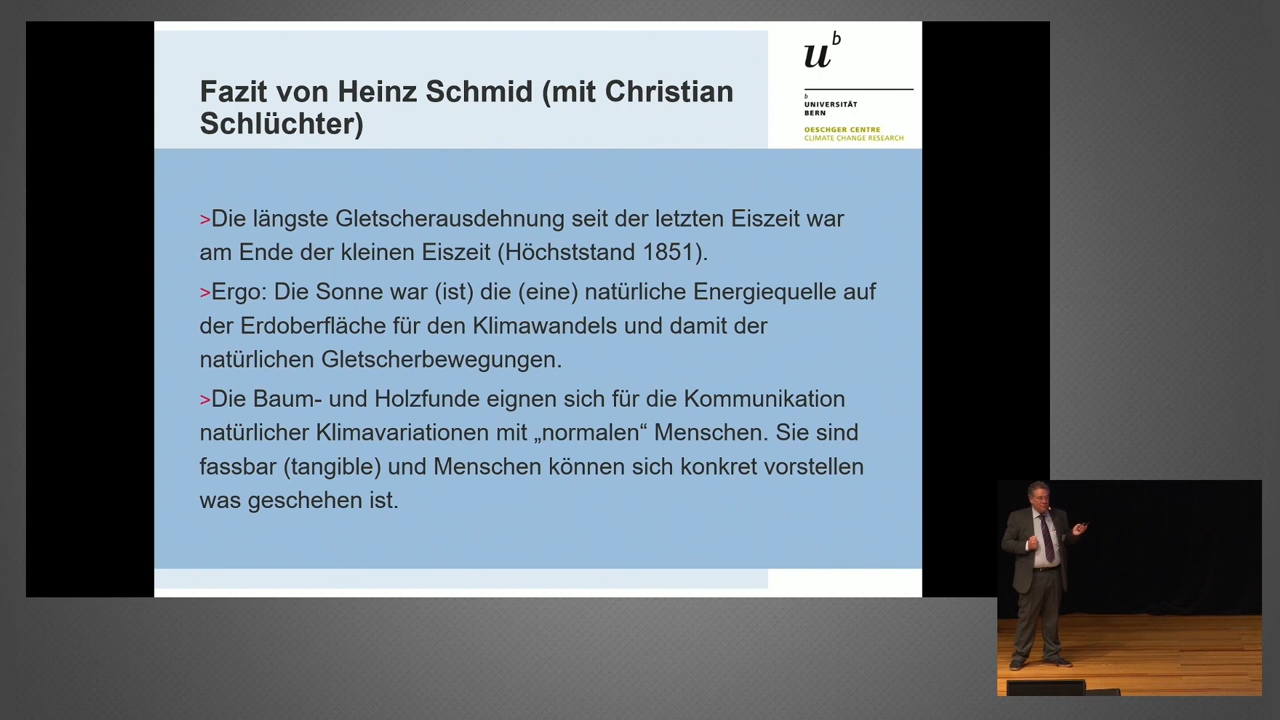 Fazit von Heinz Schmid (mit Christian
Schlüchter)
u^b
b
UNIVERSITÄT
BERN
OESCHGER CENTRE
CLIMATE CHANGE RESEARCH
>Die längste Gletscherausdehnung seit der letzten Eiszeit war
am Ende der kleinen Eiszeit (Höchststand 1851).
>Ergo: Die Sonne war (ist) die (eine) natürliche Energiequelle auf
der Erdoberfläche für den Klimawandels und damit der
natürlichen Gletscherbewegungen.
>Die Baum- und Holzfunde eignen sich für die Kommunikation
natürlicher Klimavariationen mit „normalen“ Menschen. Sie sind
fassbar (tangible) und Menschen können sich konkret vorstellen
was geschehen ist.